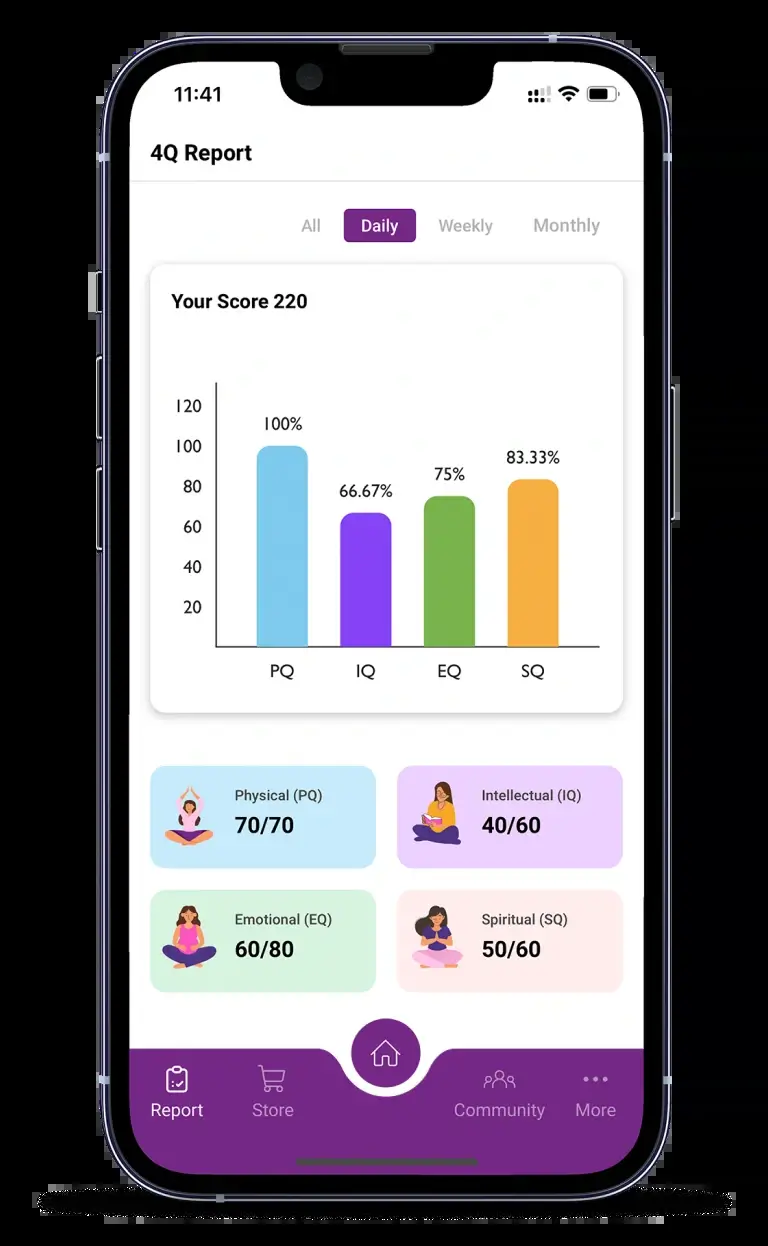 11:41
4Q Report
All Daily Weekly Monthly
Your Score 220
120
100
80
60
40
20
100%
66.67%
75%
83.33%
PQ IQ EQ SQ
Physical (PQ)
70/70
Intellectual (IQ)
40/60
Emotional (EQ)
60/80
Spiritual (SQ)
50/60
Report Store Community More